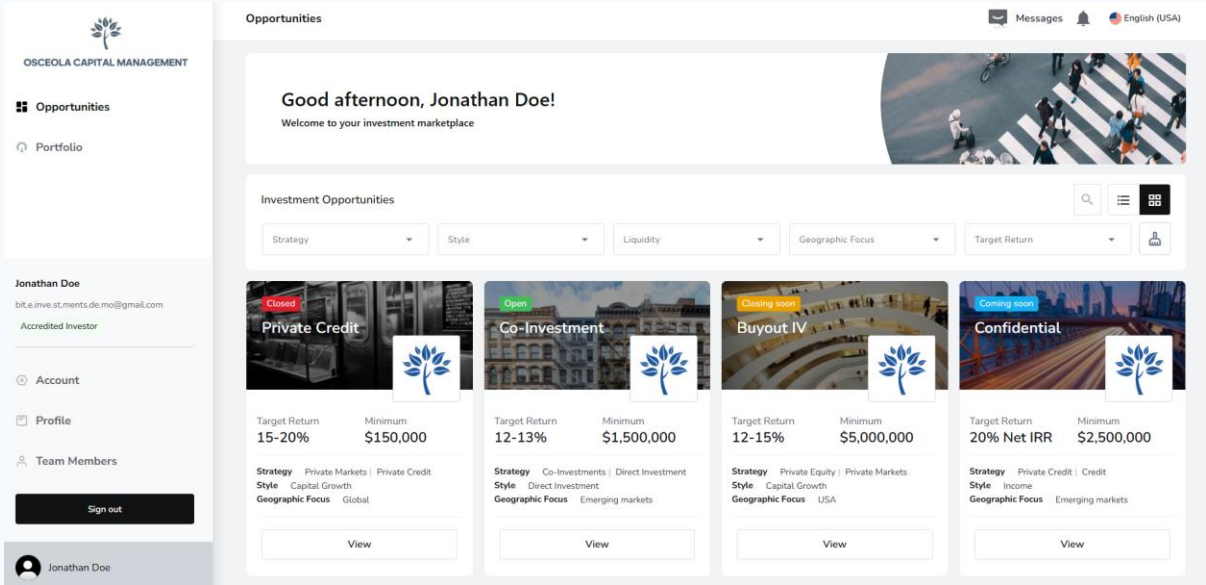 OSCEOLA CAPITAL MANAGEMENT
Opportunities
Portfolio
Jonathan Doe
bit.e.inve.st.ments.de.mo@gmail.com
Accredited Investor
Account
Profile
Team Members
Sign out
Jonathan Doe
Opportunities
Messages
English (USA)
Good afternoon, Jonathan Doe!
Welcome to your investment marketplace
Investment Opportunities
Strategy
Style
Liquidity
Geographic Focus
Target Return
Closed
Private Credit
Target Return Minimum
15-20% $150,000
Strategy Private Markets | Private Credit
Style Capital Growth
Geographic Focus Global
View
Open
Co-Investment
Target Return Minimum
12-13% $1,500,000
Strategy Co-Investments | Direct Investment
Style Direct Investment
Geographic Focus Emerging markets
View
Closing soon
Buyout IV
Target Return Minimum
12-15% $5,000,000
Strategy Private Equity | Private Markets
Style Capital Growth
Geographic Focus USA
View
Coming soon
Confidential
Target Return Minimum
20% Net IRR $2,500,000
Strategy Private Credit | Credit
Style Income
Geographic Focus Emerging markets
View